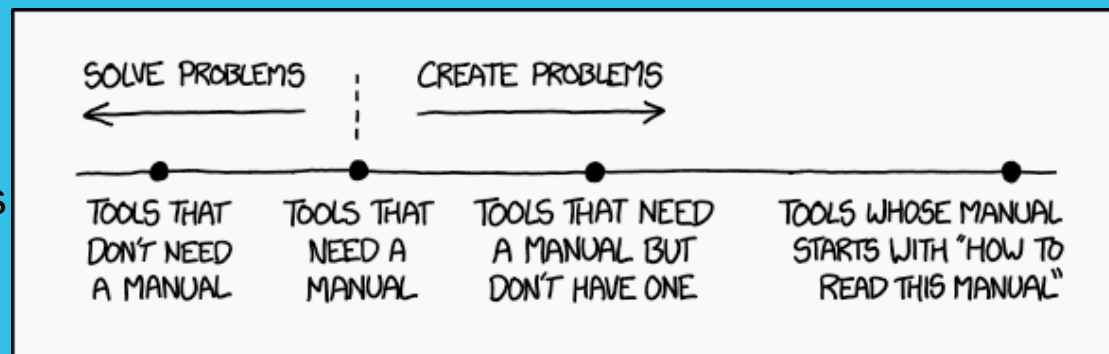 SOLVE PROBLEMS
CREATE PROBLEMS
S
TOOLS THAT
DON'T NEED
A MANUAL
TOOLS THAT
NEED A
MANUAL
TOOLS THAT NEED
A MANUAL BUT
DON'T HAVE ONE
TOOLS WHOSE MANUAL
STARTS WITH "HOW TO
READ THIS MANUAL"